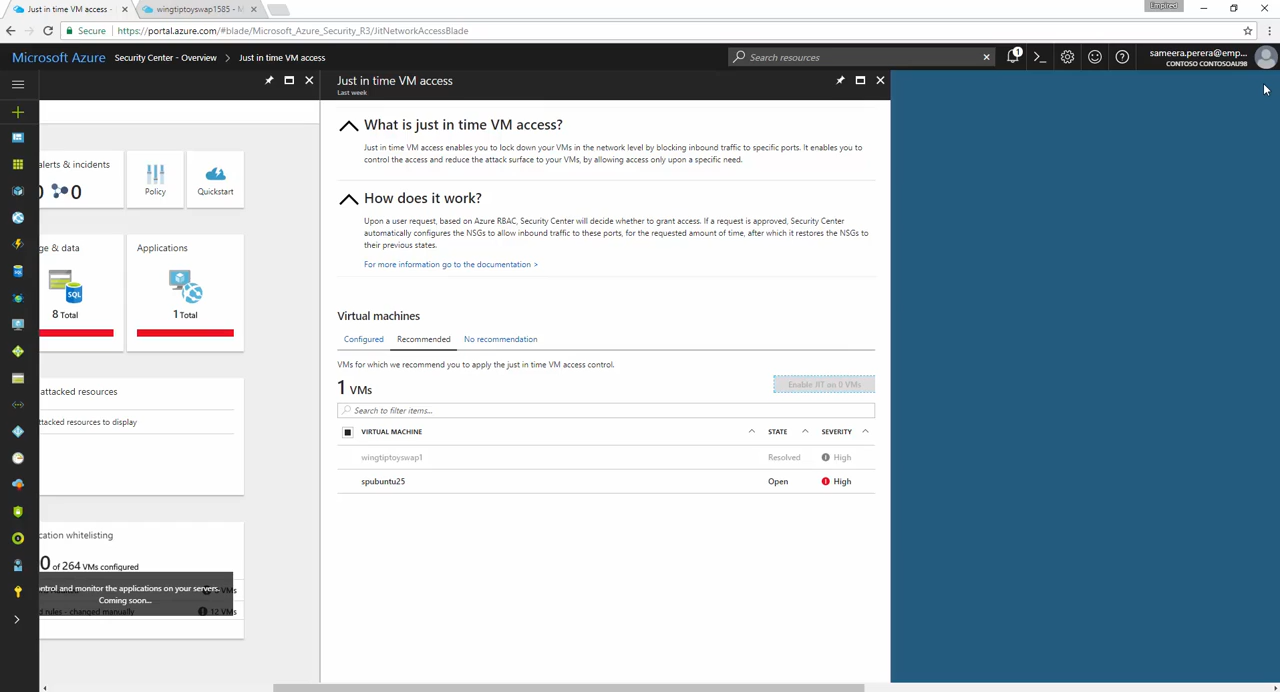 Just in time VM access -
wingtiptoyswap1585 - M
Empired
Secure
https://portal.azure.com/#blade/Microsoft_Azure_Security_R3/JitNetworkAccessBlade
Microsoft Azure
Security Center - Overview > Just in time VM access
Search resources
1
sameera.perera@emp...
CONTOSO CONTOSOAU98
Just in time VM access
Last week
alerts & incidents
0
Policy
Quickstart
ge & data
8 Total
Applications
1 Total
attacked resources
ttacked resources to display
cation whitelisting
0 of 264 VMs configured
ontrol and monitor the applications on your servers.
Coming soon...
d rules - changed manually
12 VMs
What is just in time VM access?
Just in time VM access enables you to lock down your VMs in the network level by blocking inbound traffic to specific ports. It enables you to
control the access and reduce the attack surface to your VMs, by allowing access only upon a specific need.
How does it work?
Upon a user request, based on Azure RBAC, Security Center will decide whether to grant access. If a request is approved, Security Center
automatically configures the NSGs to allow inbound traffic to these ports, for the requested amount of time, after which it restores the NSGs to
their previous states.
For more information go to the documentation >
Virtual machines
Configured
Recommended
No recommendation
VMs for which we recommend you to apply the just in time VM access control.
1 VMs
Enable JIT on 0 VMs
Search to filter items...
VIRTUAL MACHINE
STATE
SEVERITY
wingtiptoyswap1
Resolved
High
spubuntu25
Open
High